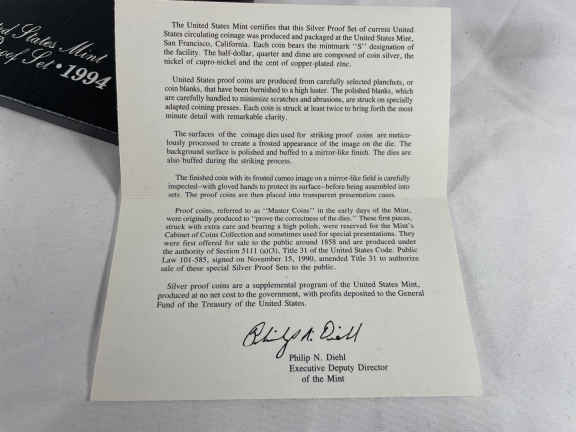 States Mint
Proof Set • 1994
The United States Mint certifies that this Silver Proof Set of current United
States circulating coinage was produced and packaged at the United States Mint,
San Francisco, California. Each coin bears the mintmark "S" designation of
the facility. The half-dollar, quarter and dime are composed of coin silver, the
nickel of cupro-nickel and the cent of copper-plated zinc.
United States proof coins are produced from carefully selected planchets, or
coin blanks, that have been burnished to a high luster. The polished blanks, which
are carefully handled to minimize scratches and abrasions, are struck on specially
adapted coining presses. Each coin is struck at least twice to bring forth the most
minute detail with remarkable clarity.
The surfaces of the coinage dies used for striking proof coins are meticu-
lously processed to create a frosted appearance of the image on the die. The
background surface is polished and buffed to a mirror-like finish. The dies are
also buffed during the striking process.
The finished coin with its frosted cameo image on a mirror-like field is carefully
inspected—with gloved hands to protect its surface—before being assembled into
sets. The proof coins are then placed into transparent presentation cases.
Proof coins, referred to as "Master Coins" in the early days of the Mint,
were originally produced to "prove the correctness of the dies." These first pieces,
struck with extra care and bearing a high polish, were reserved for the Mint's
Cabinet of Coins Collection and sometimes used for special presentations. They
were first offered for sale to the public around 1858 and are produced under
the authority of Section 5111 (a)(3), Title 31 of the United States Code. Public
Law 101-585, signed on November 15, 1990, amended Title 31 to authorize
sale of these special Silver Proof Sets to the public.
Silver proof coins are a supplemental program of the United States Mint,
produced at no net cost to the government, with profits deposited to the General
Fund of the Treasury of the United States.
Philip N. Diehl
Philip N. Diehl
Executive Deputy Director
of the Mint